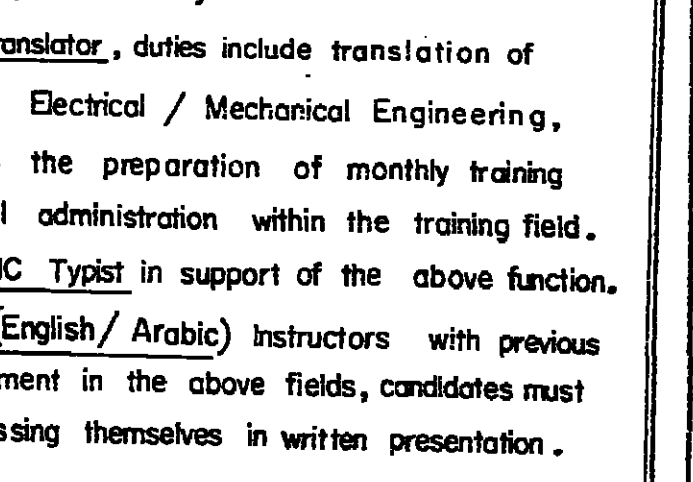 anslator, duties include translation of
Electrical / Mechanical Engineering,
the preparation of monthly training
administration within the training field.
IC Typist in support of the above function.
(English/ Arabic) Instructors with previous
ment in the above fields, candidates must
ssing themselves in written presentation.